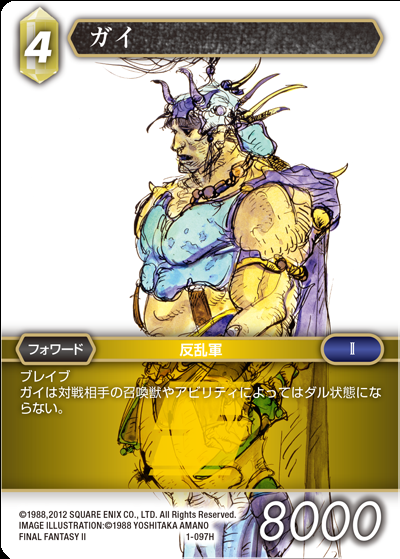 4
ガイ
フォワード
反乱軍
II
ブレイブ
ガイは対戦相手の召喚獣やアビリティによってはダル状態にな
らない。
©1988,2012 SQUARE ENIX CO., LTD. All Rights Reserved.
IMAGE ILLUSTRATION:©1988 YOSHITAKA AMANO
FINAL FANTASY II
1-097H
8000